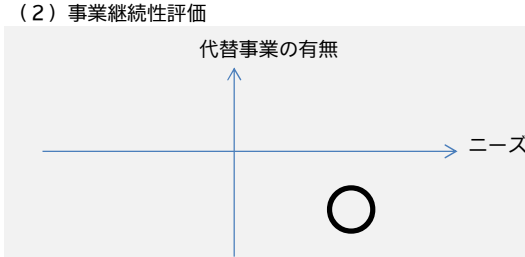 （２）事業継続性評価
代替事業の有無
ニーズ